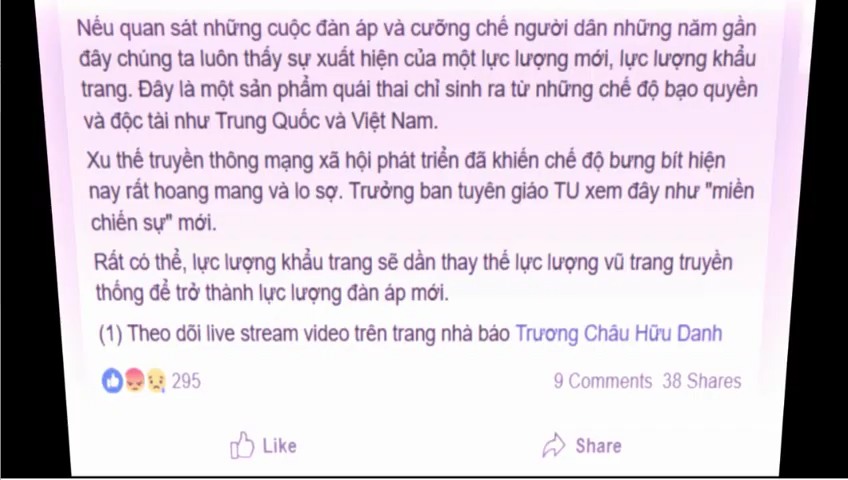 Nếu quan sát những cuộc đàn áp và cưỡng chế người dân những năm gần
đây chúng ta luôn thấy sự xuất hiện của một lực lượng mới, lực lượng khẩu
trang. Đây là một sản phẩm quái thai chỉ sinh ra từ những chế độ bạo quyền
và độc tài như Trung Quốc và Việt Nam.
Xu thế truyền thông mạng xã hội phát triển đã khiến chế độ bưng bít hiện
nay rất hoang mang và lo sợ. Trưởng ban tuyên giáo TU xem đây như "miền
chiến sự" mới.
Rất có thể, lực lượng khẩu trang sẽ dần thay thế lực lượng vũ trang truyền
thống để trở thành lực lượng đàn áp mới.
(1) Theo dõi live stream video trên trang nhà báo Trương Châu Hữu Danh
295 9 Comments 38 Shares
Like Share